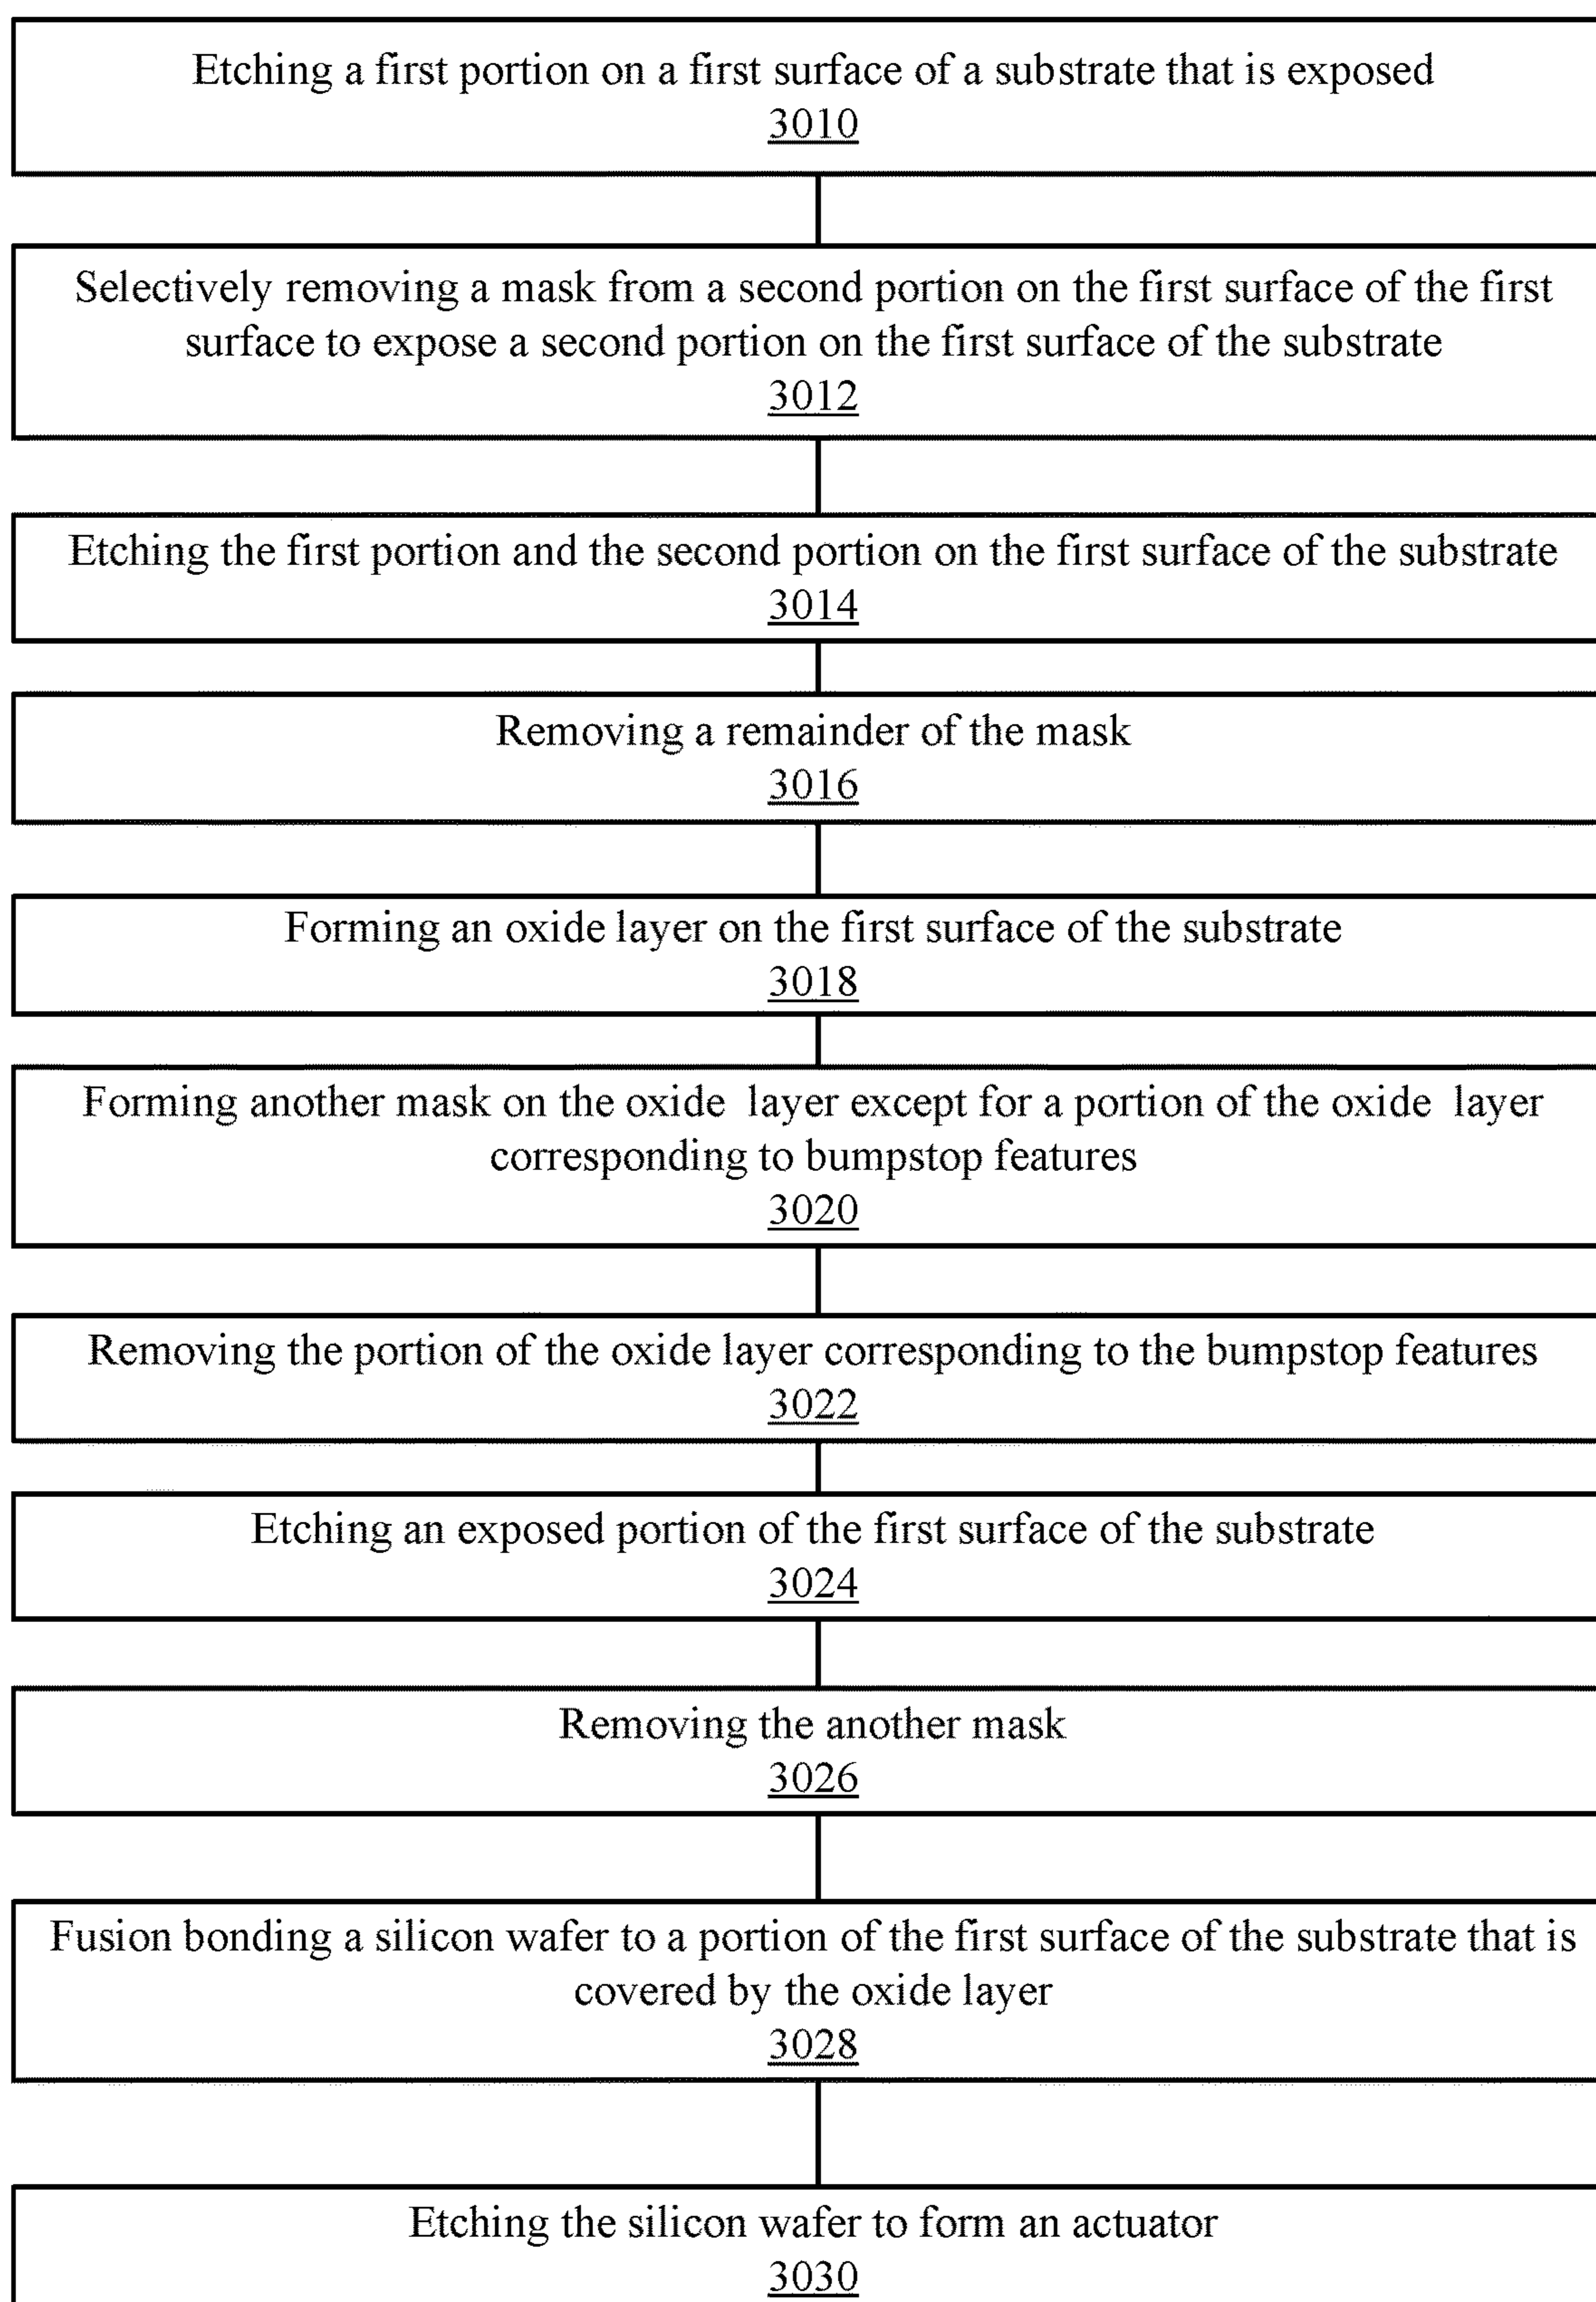 Etching a first portion on a first surface of a substrate that is exposed
3010
Selectively removing a mask from a second portion on the first surface of the first
surface to expose a second portion on the first surface of the substrate
3012
Etching the first portion and the second portion on the first surface of the substrate
3014
Removing a remainder of the mask
3016
Forming an oxide layer on the first surface of the substrate
3018
Forming another mask on the oxide layer except for a portion of the oxide layer
corresponding to bumpstop features
3020
Removing the portion of the oxide layer corresponding to the bumpstop features
3022
Etching an exposed portion of the first surface of the substrate
3024
Removing the another mask
3026
Fusion bonding a silicon wafer to a portion of the first surface of the substrate that is
covered by the oxide layer
3028
Etching the silicon wafer to form an actuator
3030